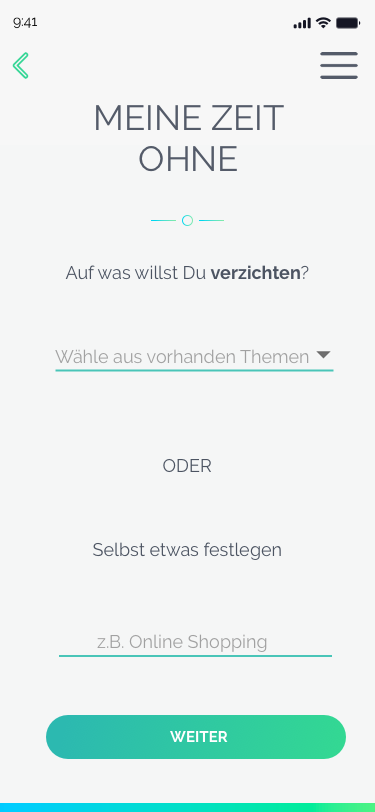 9:41
MEINE ZEIT
OHNE
Auf was willst Du verzichten?
Wähle aus vorhanden Themen
ODER
Selbst etwas festlegen
z.B. Online Shopping
WEITER